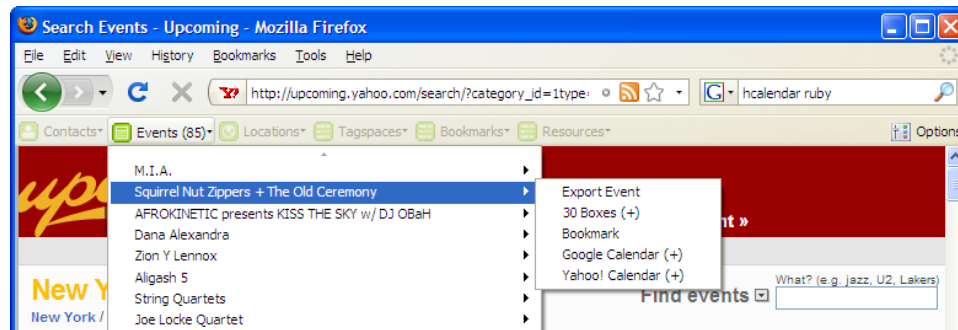 Search Events - Upcoming - Mozilla Firefox
File Edit View History Bookmarks Tools Help
http://upcoming.yahoo.com/search/?category_id=1type: G hcalendar ruby
Contacts Events (85) Locations Tagspaces Bookmarks Resources Options
M.I.A.
Squirrel Nut Zippers + The Old Ceremony
Export Event
AFROKINETIC presents KISS THE SKY w/ DJ OBaH
30 Boxes (+)
upc
nt »
Dana Alexandra
Bookmark
Zion Y Lennox
Google Calendar (+)
Aligash 5
Yahoo! Calendar (+)
What? (e.g. jazz, U2, Lakers)
New Y
String Quartets
Find events
New York /
Joe Locke Quartet